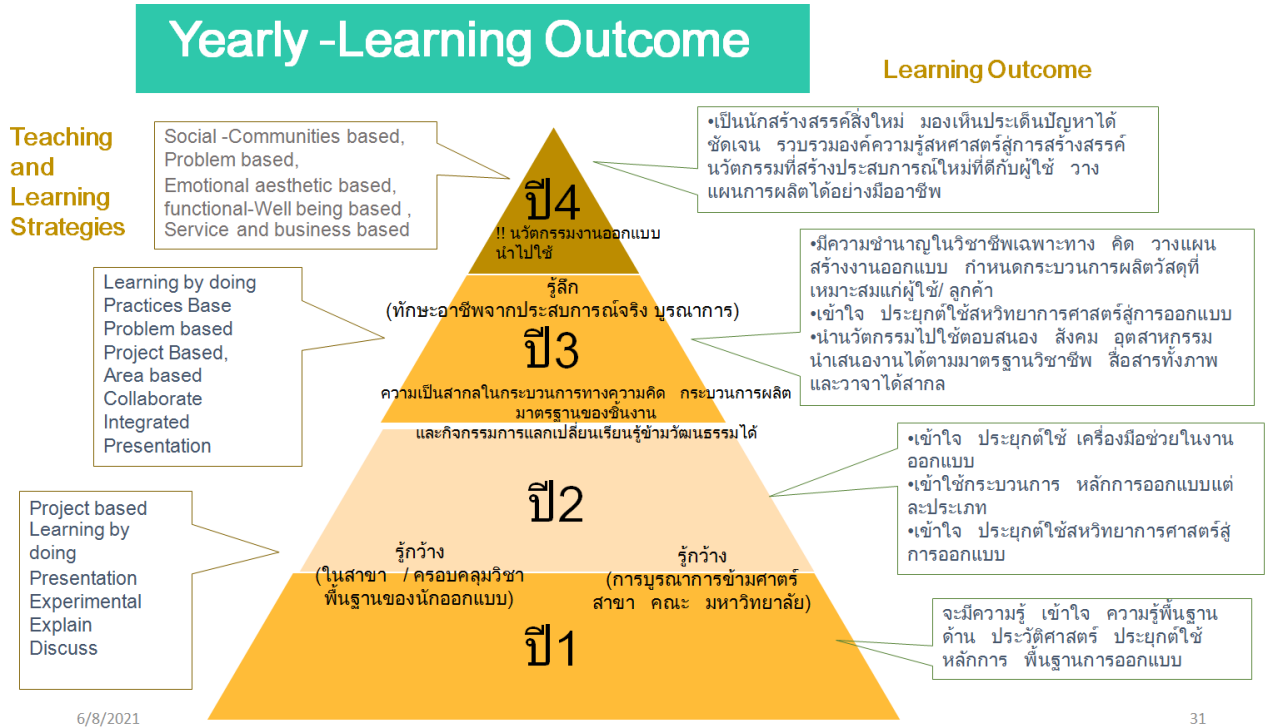 Yearly -Learning Outcome
Learning Outcome
Teaching
and
Learning
Strategies
Social -Communities based,
Problem based,
Emotional aesthetic based,
functional-Well being based ,
Service and business based
•เป็นนักสร้างสรรค์สิ่งใหม่ มองเห็นประเด็นปัญหาได้
ชัดเจน รวบรวมองค์ความรู้สหศาสตร์สู่การสร้างสรรค์
นวัตกรรมที่สร้างประสบการณ์ใหม่ที่ดีกับผู้ใช้ วาง
แผนการผลิตได้อย่างมืออาชีพ
ปี4
!! นวัตกรรมงานออกแบบ
นำไปใช้
Learning by doing
Practices Base
Problem based
Project Based,
Area based
Collaborate
Integrated
Presentation
รู้ลึก
(ทักษะอาชีพจากประสบการณ์จริง บูรณาการ)
ปี3
ความเป็นสากลในกระบวนการทางความคิด กระบวนการผลิต
มาตรฐานของชิ้นงาน
และกิจกรรมการแลกเปลี่ยนเรียนรู้ข้ามวัฒนธรรมได้
•มีความชำนาญในวิชาชีพเฉพาะทาง คิด วางแผน
สร้างงานออกแบบ กำหนดกระบวนการผลิตวัสดุที่
เหมาะสมแก่ผู้ใช้/ ลูกค้า
•เข้าใจ ประยุกต์ใช้สหวิทยาการศาสตร์สู่การออกแบบ
•นำนวัตกรรมไปใช้ตอบสนอง สังคม อุตสาหกรรม
นำเสนองานได้ตามมาตรฐานวิชาชีพ สื่อสารทั้งภาพ
และวาจาได้สากล
ปี2
•เข้าใจ ประยุกต์ใช้ เครื่องมือช่วยในงาน
ออกแบบ
•เข้าใช้กระบวนการ หลักการออกแบบแต่
ละประเภท
•เข้าใจ ประยุกต์ใช้สหวิทยาการศาสตร์สู่
การออกแบบ
Project based
Learning by
doing
Presentation
Experimental
Explain
Discuss
รู้กว้าง
(ในสาขา / ครอบคลุมวิชา
พื้นฐานของนักออกแบบ)
รู้กว้าง
(การบูรณาการข้ามศาตร์
สาขา คณะ มหาวิทยาลัย)
ปี1
จะมีความรู้ เข้าใจ ความรู้พื้นฐาน
ด้าน ประวัติศาสตร์ ประยุกต์ใช้
หลักการ พื้นฐานการออกแบบ
6/8/2021
31